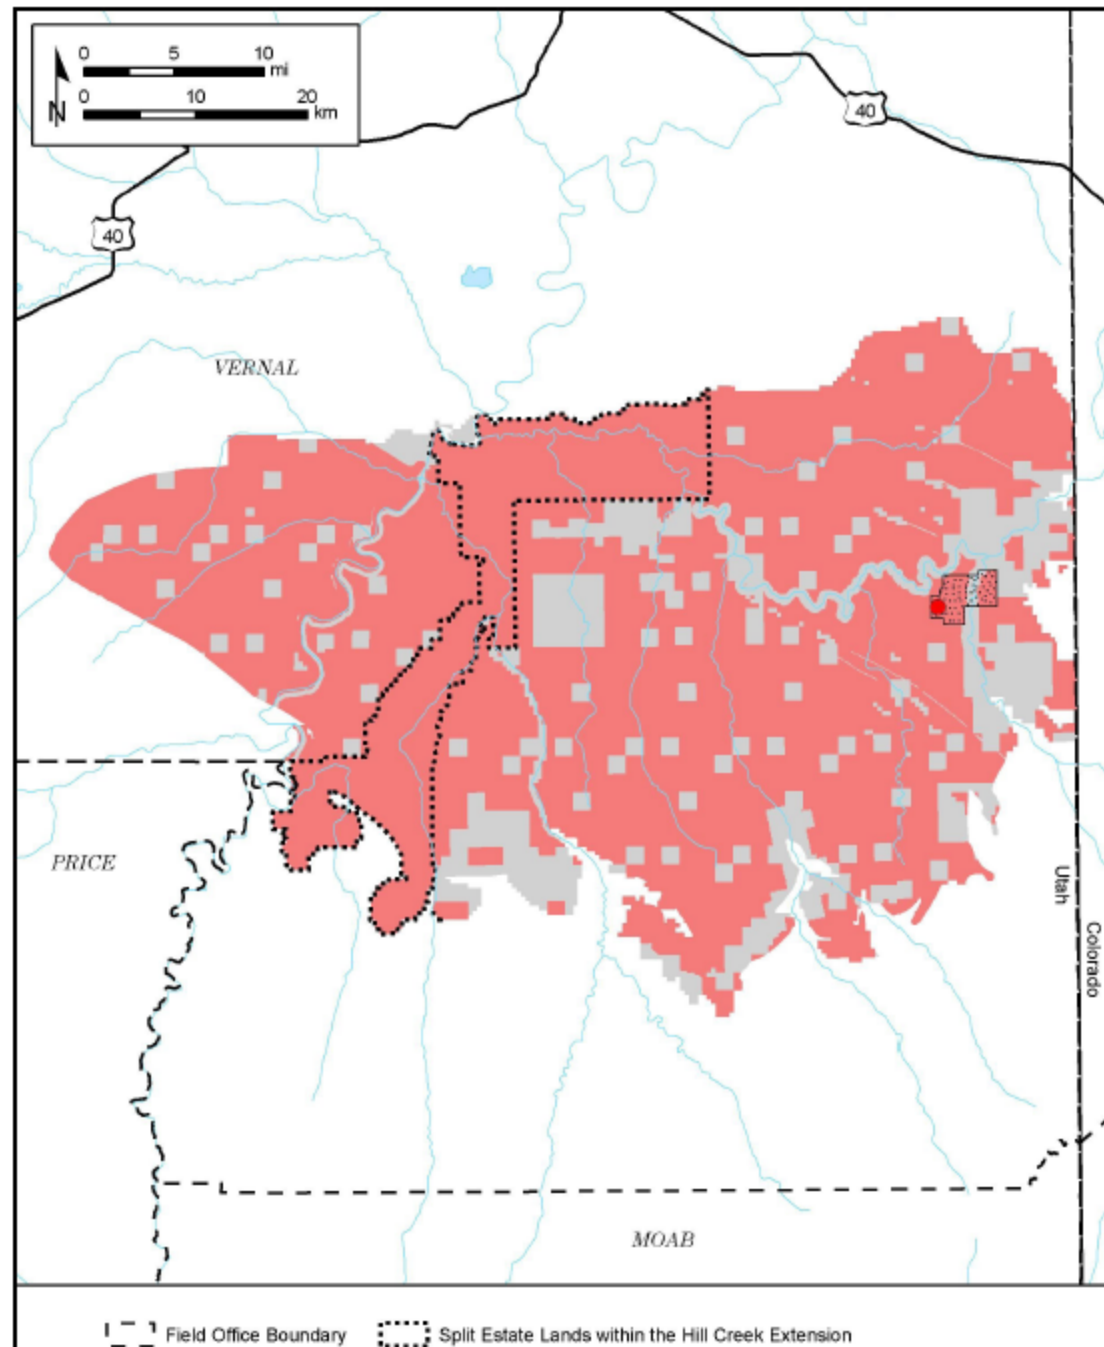 0 5 10
mi
0 10 20
km
N
40
40
VERNAL
PRICE
Utah
Colorado
MOAB
Field Office Boundary
Split Estate Lands within the Hill Creek Extension